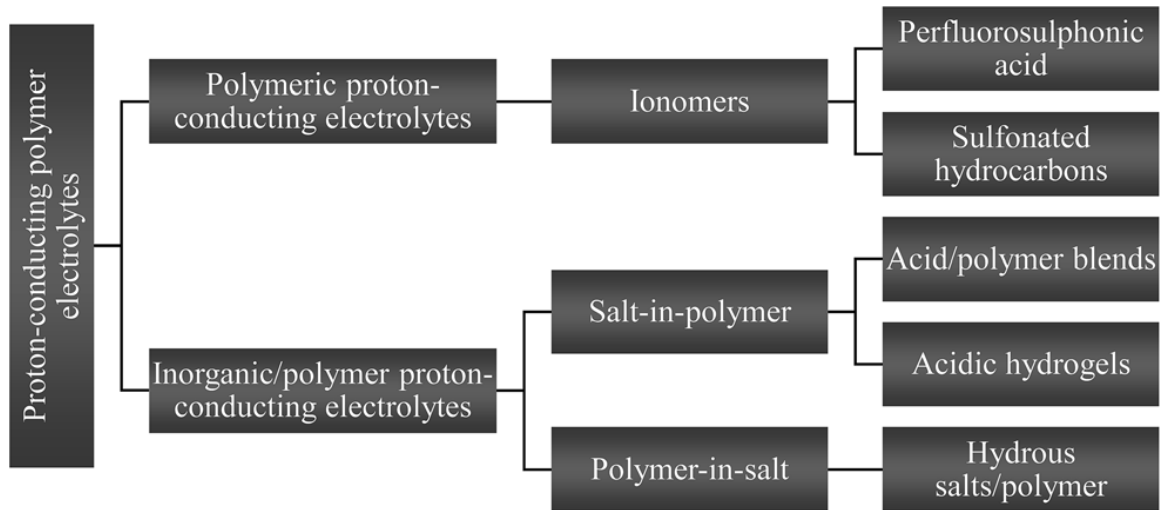 Proton-conducting polymer
electrolytes
Polymeric proton-
conducting electrolytes
Ionomers
Perfluorosulphonic
acid
Sulfonated
hydrocarbons
Inorganic/polymer proton-
conducting electrolytes
Salt-in-polymer
Acid/polymer blends
Acidic hydrogels
Polymer-in-salt
Hydrous
salts/polymer